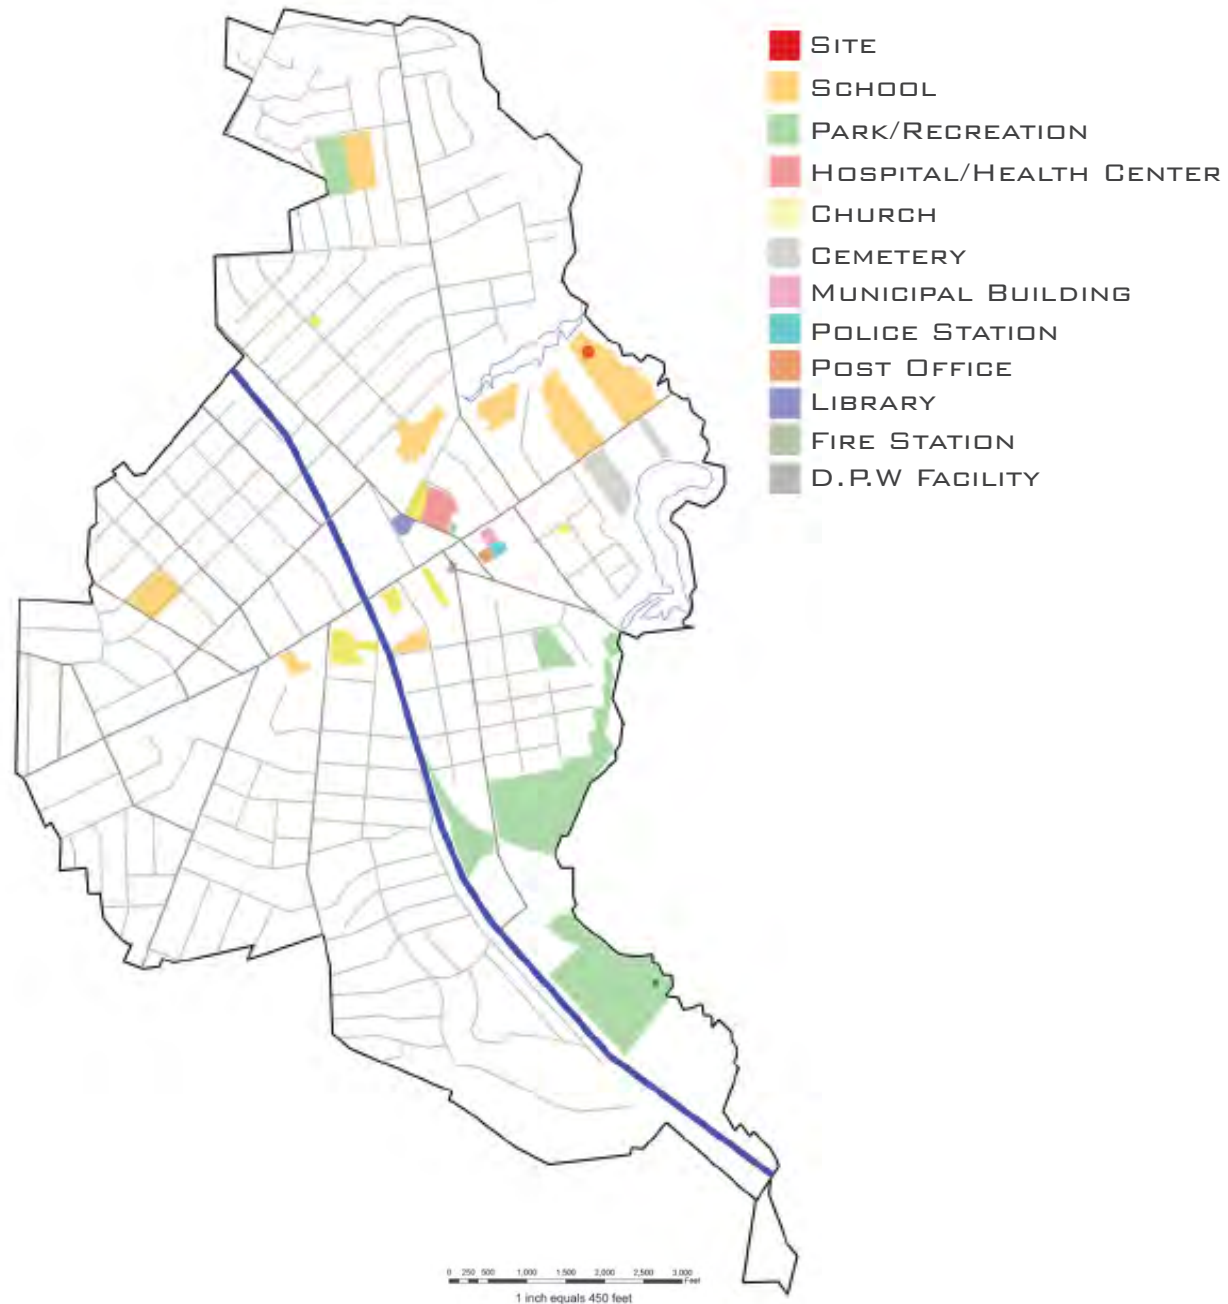 SITE
SCHOOL
PARK/RECREATION
HOSPITAL/HEALTH CENTER
CHURCH
CEMETERY
MUNICIPAL BUILDING
POLICE STATION
POST OFFICE
LIBRARY
FIRE STATION
D.P.W FACILITY
0 250 500 1,000 1,500 2,000 2,500 3,000
Feet
1 inch equals 450 feet